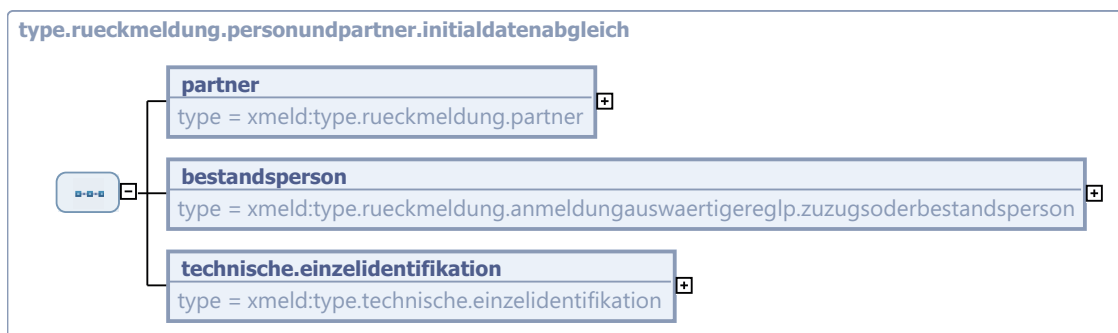 type.rueckmeldung.personundpartner.initialdatenabgleich
partner
type = xmeld:type.rueckmeldung.partner
bestandsperson
type = xmeld:type.rueckmeldung.anmeldungauswaertigereglp.zuzugsoderbestandsperson
technische.einzelidentifikation
type = xmeld:type.technische.einzelidentifikation